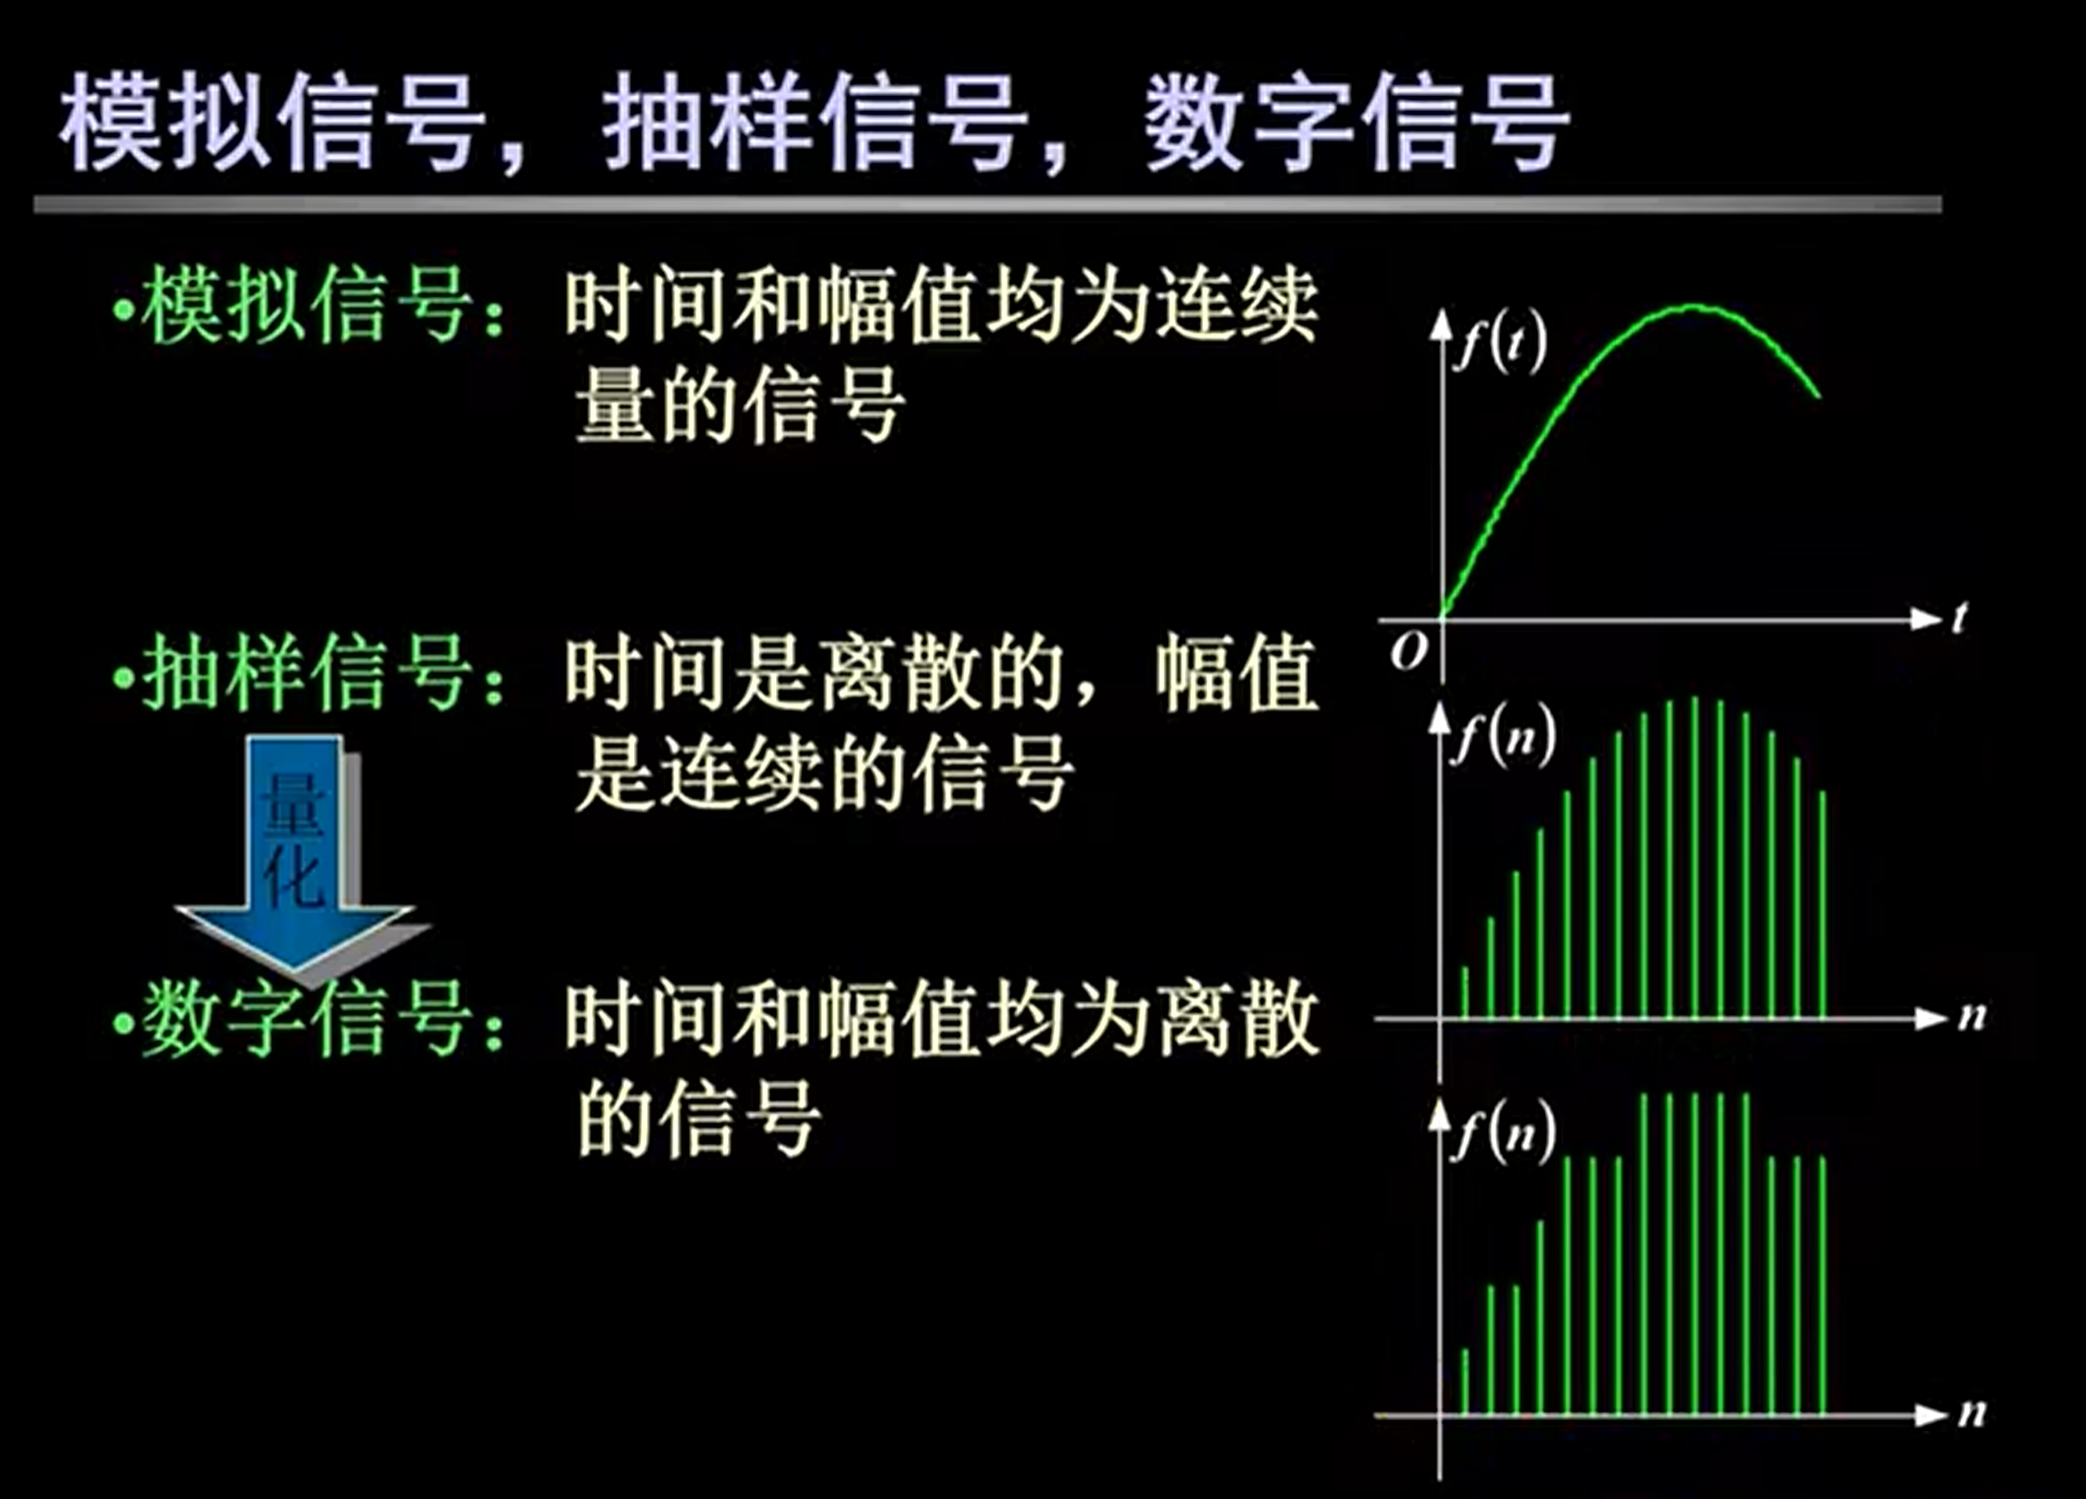 模拟信号，抽样信号，数字信号
•模拟信号：时间和幅值均为连续
量的信号
f(t)
t
O
•抽样信号：时间是离散的，幅值
是连续的信号
f(n)
n
量
化
•数字信号：时间和幅值均为离散
的信号
f(n)
n